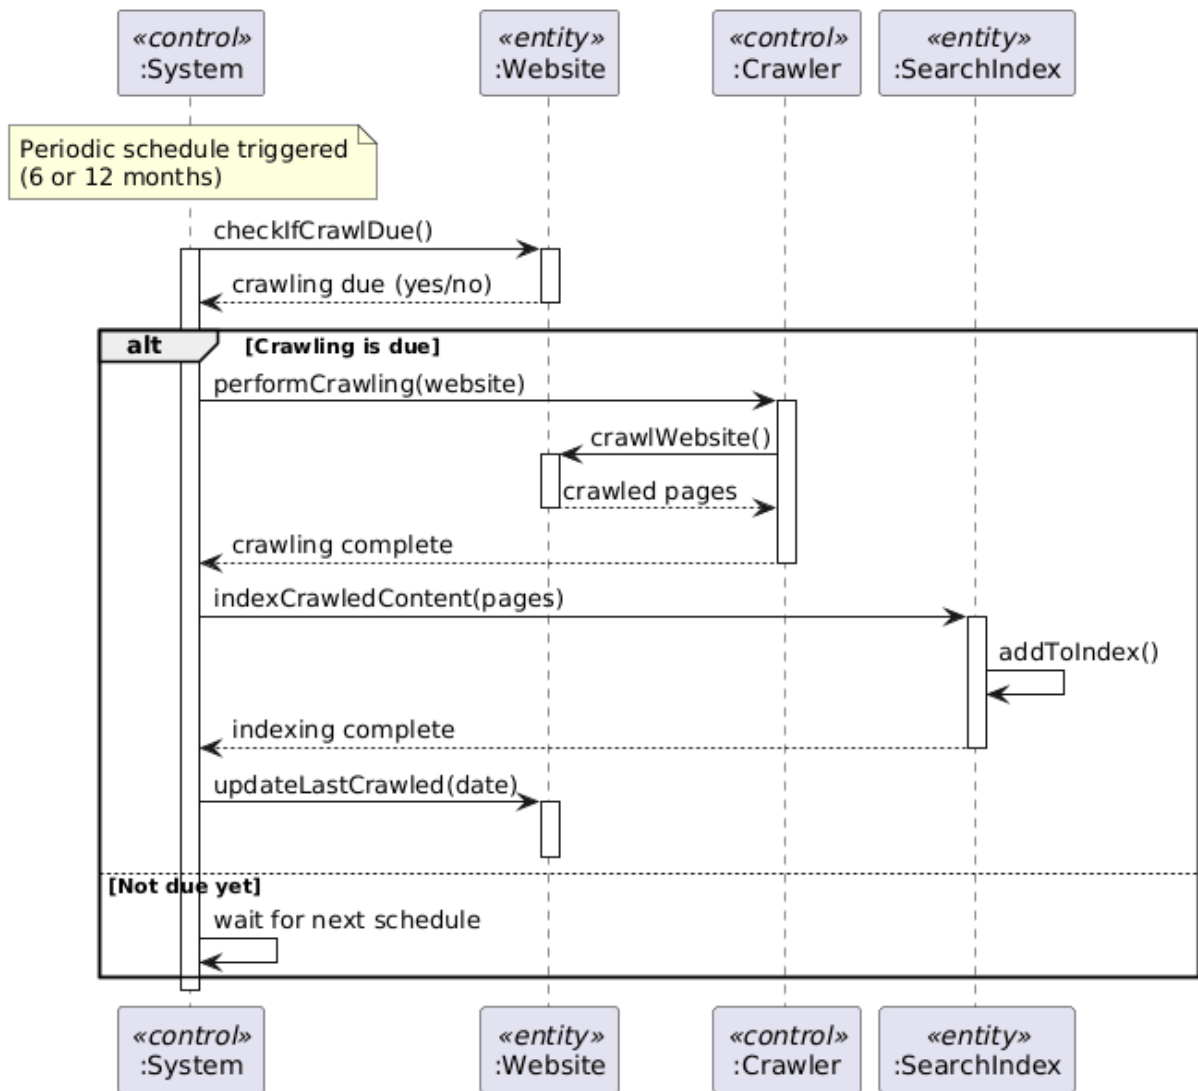 «control»
:System
«entity»
:Website
«control»
:Crawler
«entity»
:SearchIndex
Periodic schedule triggered
(6 or 12 months)
checkIfCrawlDue()
crawling due (yes/no)
alt
[Crawling is due]
performCrawling(website)
crawlWebsite()
crawled pages
crawling complete
indexCrawledContent(pages)
addToIndex()
indexing complete
updateLastCrawled(date)
[Not due yet]
wait for next schedule
«control»
:System
«entity»
:Website
«control»
:Crawler
«entity»
:SearchIndex